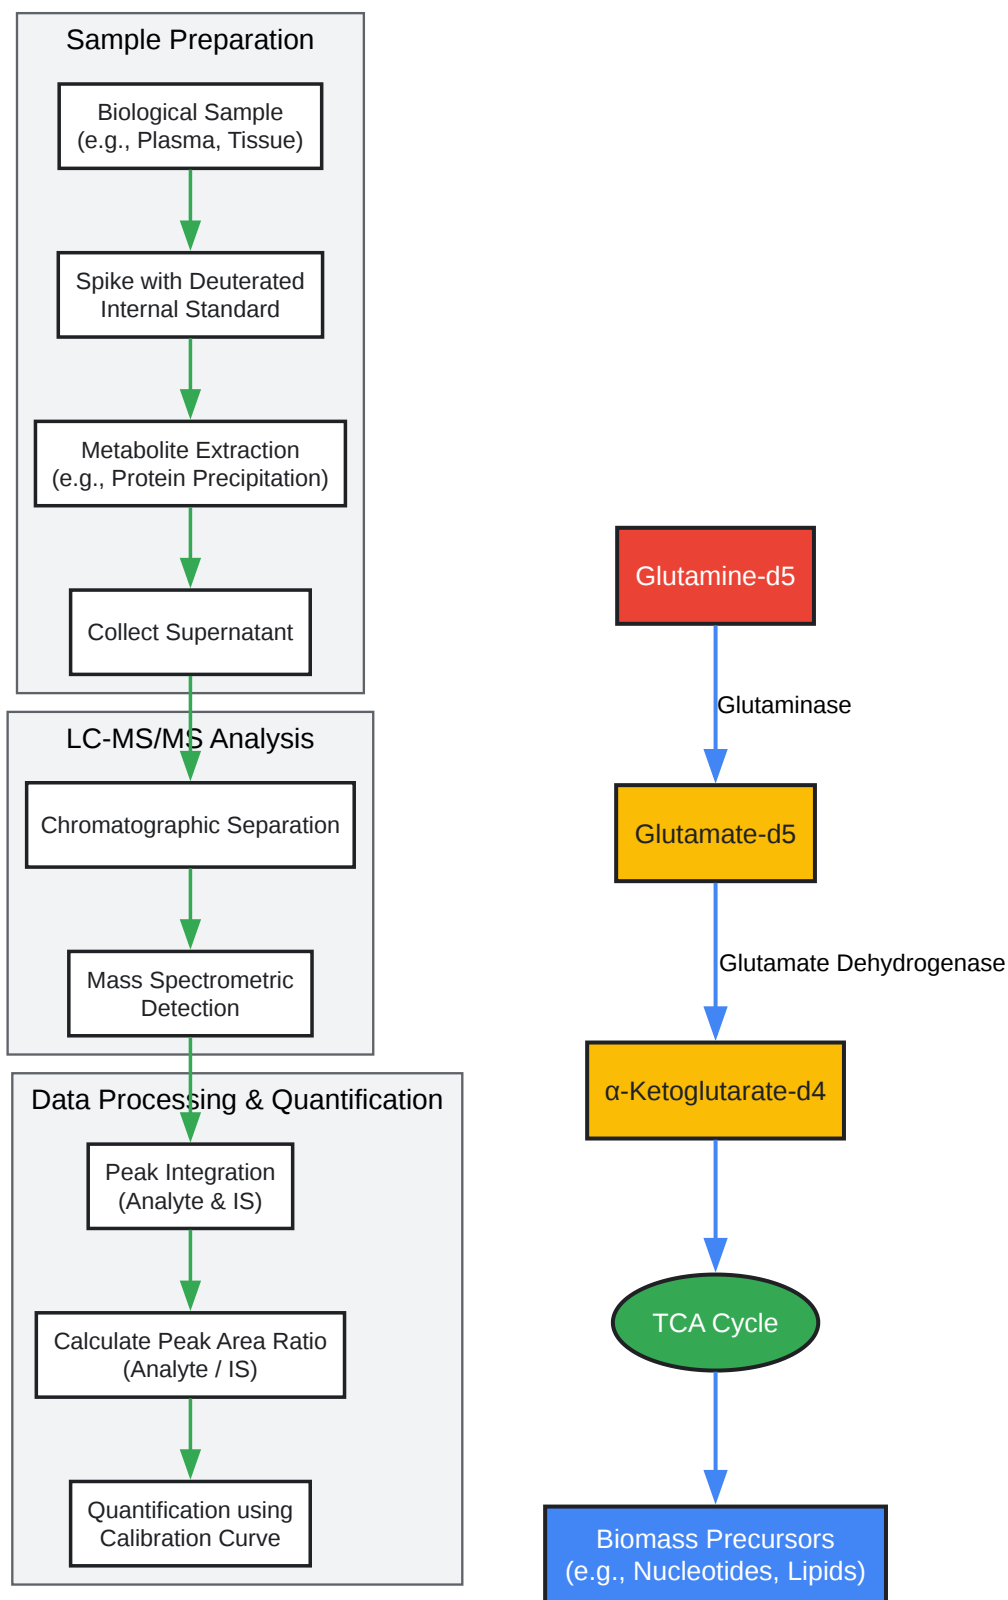 Sample Preparation
Biological Sample
(e.g., Plasma, Tissue)
Spike with Deuterated
Internal Standard
Metabolite Extraction
(e.g., Protein Precipitation)
Collect Supernatant
LC-MS/MS Analysis
Chromatographic Separation
Mass Spectrometric
Detection
Data Processing & Quantification
Peak Integration
(Analyte & IS)
Calculate Peak Area Ratio
(Analyte / IS)
Quantification using
Calibration Curve
Glutamine-d5
Glutaminase
Glutamate-d5
Glutamate Dehydrogenase
α-Ketoglutarate-d4
TCA Cycle
Biomass Precursors
(e.g., Nucleotides, Lipids)